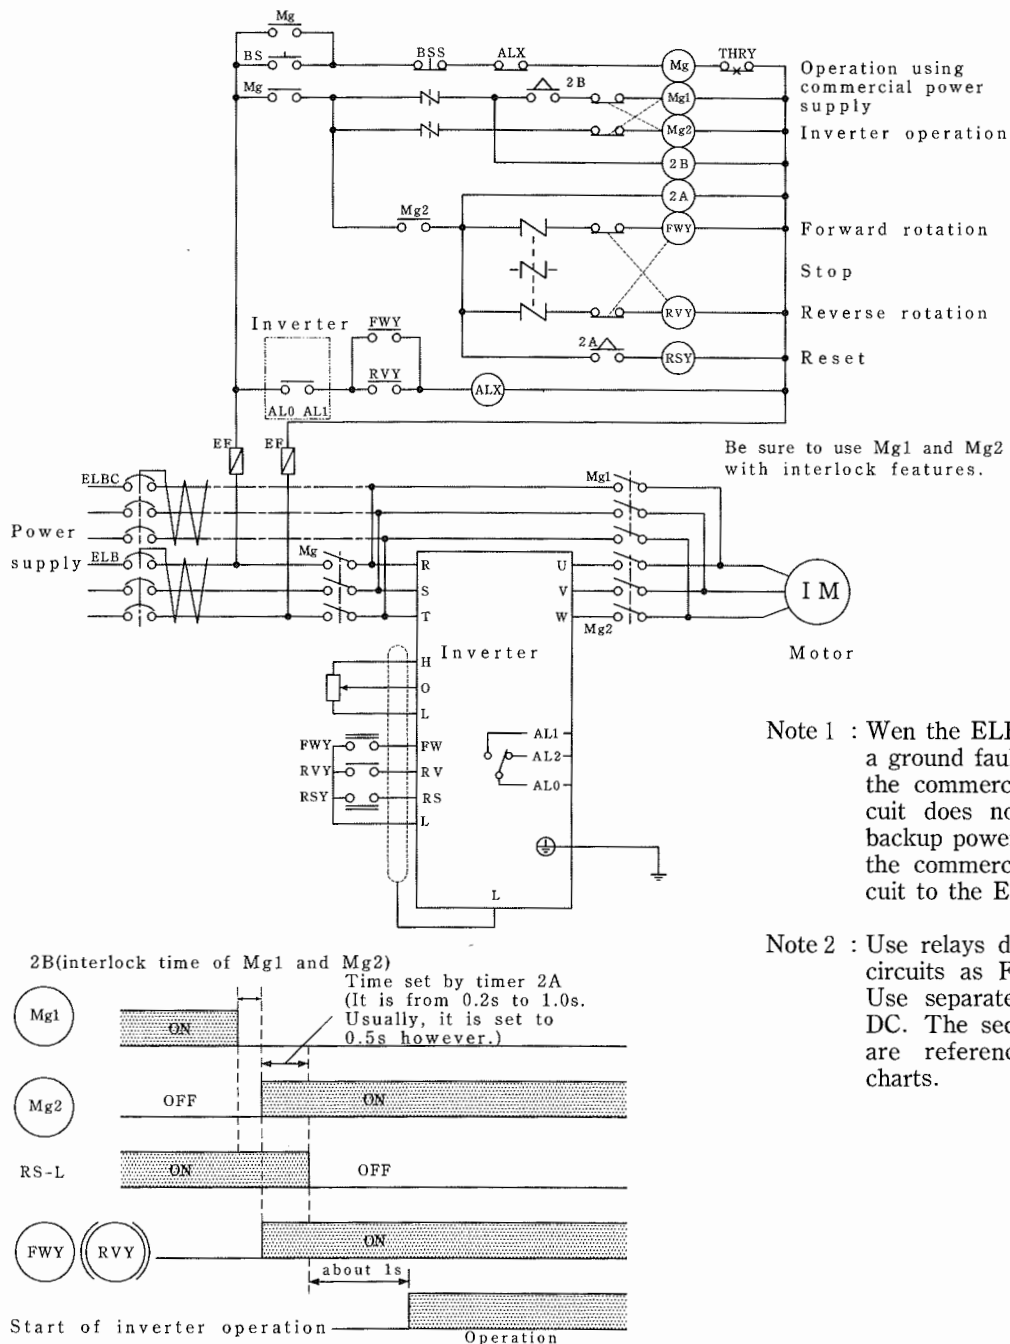 Mg
BS
BSS
ALX
Mg
THRY
Operation using
commercial power
supply
Mg
2B
Mg1
Mg2
Inverter operation
2B
2A
Mg2
FWY
Forward rotation
Stop
RVY
Reverse rotation
Inverter
FWY
2A
RSY
Reset
RVY
ALX
AL0 AL1
EF
EF
Be sure to use Mg1 and Mg2
with interlock features.
ELBC
Mg1
Power
supply
ELB
Mg
R
U
S
V
T
W
Mg2
IM
Motor
Inverter
H
O
L
FWY
FW
RVY
RV
RSY
RS
L
AL1
AL2
AL0
L
Note 1 : Wen the ELB
a ground faul
the commerc
cuit does no
backup power
the commerc
cuit to the E
Note 2 : Use relays d
circuits as F
Use separate
DC. The sec
are referenc
charts.
2B(interlock time of Mg1 and Mg2)
Time set by timer 2A
(It is from 0.2s to 1.0s.
Usually, it is set to
0.5s however.)
Mg1
ON
Mg2
OFF
ON
RS-L
ON
OFF
FWY
RVY
ON
about 1s
Start of inverter operation
Operation